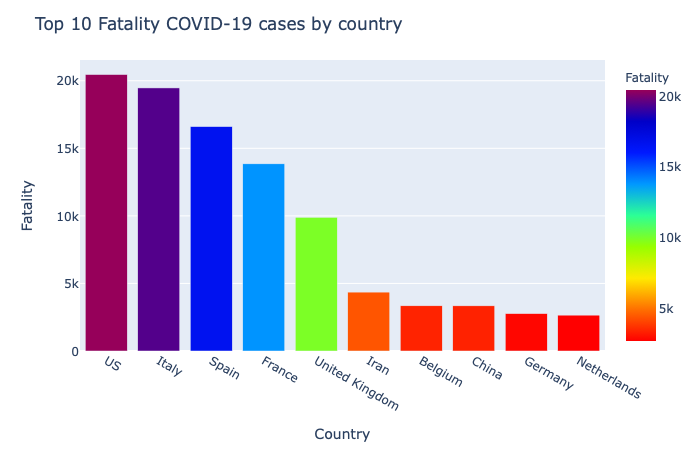 Top 10 Fatality COVID-19 cases by country
Fatality
20k
15k
10k
5k
0
Fatality
US
Italy
Spain
France
United Kingdom
Iran
Belgium
China
Germany
Netherlands
Country
20k
15k
10k
5k